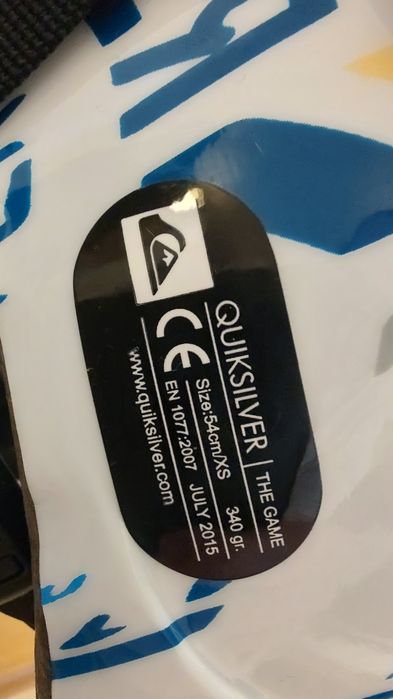 QUIKSILVER | THE GAME
Size:54cm/XS 340 gr.
CE EN 1077:2007 JULY 2015
www.quiksilver.com